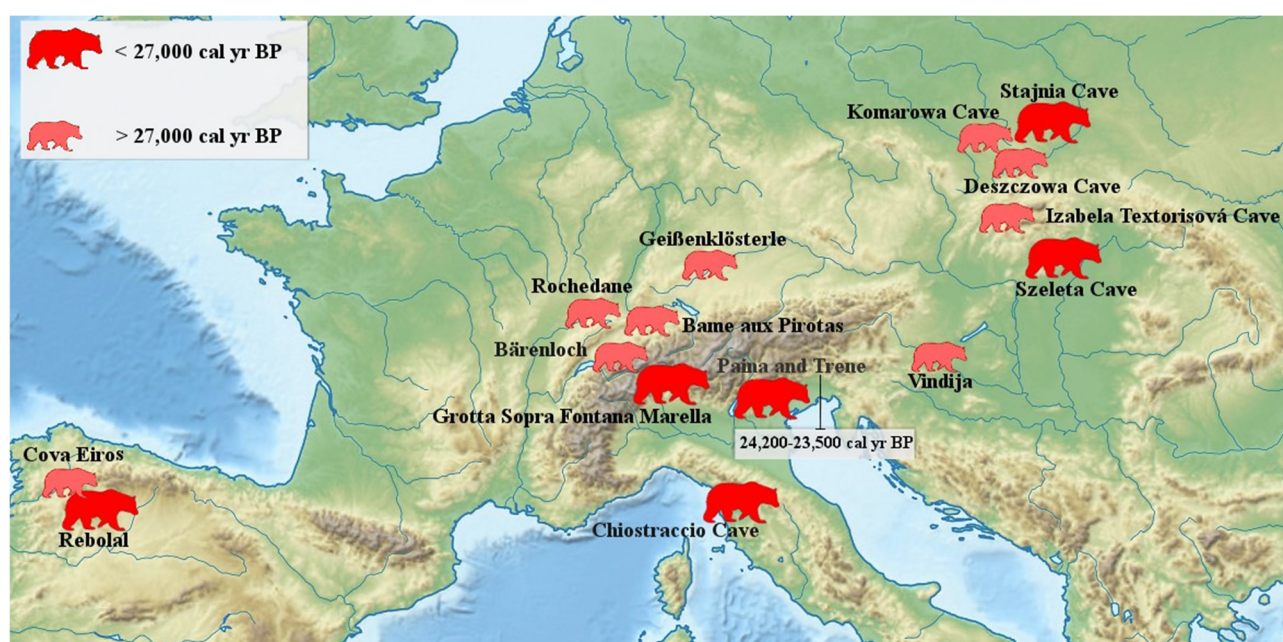 < 27,000 cal yr BP
> 27,000 cal yr BP
Stajnia Cave
Komarowa Cave
Deszczowa Cave
Izabela Textorisová Cave
Geißenklösterle
Szeleta Cave
Rochedane
Bame aux Pirotas
Bärenloch
Paina and Trene
Vindija
Grotta Sopra Fontana Marella
24,200-23,500 cal yr BP
Cova Eiros
Chiostraccio Cave
Rebolal